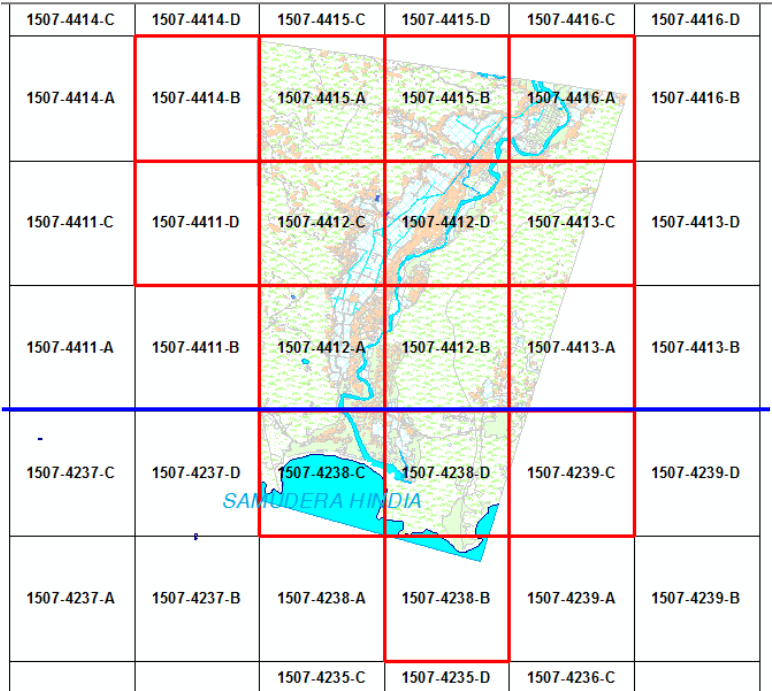 1507-4414-C 1507-4414-D 1507-4415-C 1507-4415-D 1507-4416-C 1507-4416-D
1507-4414-A 1507-4414-B 1507-4415-A 1507-4415-B 1507-4416-A 1507-4416-B
1507-4411-C 1507-4411-D 1507-4412-C 1507-4412-D 1507-4413-C 1507-4413-D
1507-4411-A 1507-4411-B 1507-4412-A 1507-4412-B 1507-4413-A 1507-4413-B
1507-4237-C 1507-4237-D 1507-4238-C 1507-4238-D 1507-4239-C 1507-4239-D
SAMUDERA HINDIA
1507-4237-A 1507-4237-B 1507-4238-A 1507-4238-B 1507-4239-A 1507-4239-B
1507-4235-C 1507-4235-D 1507-4236-C